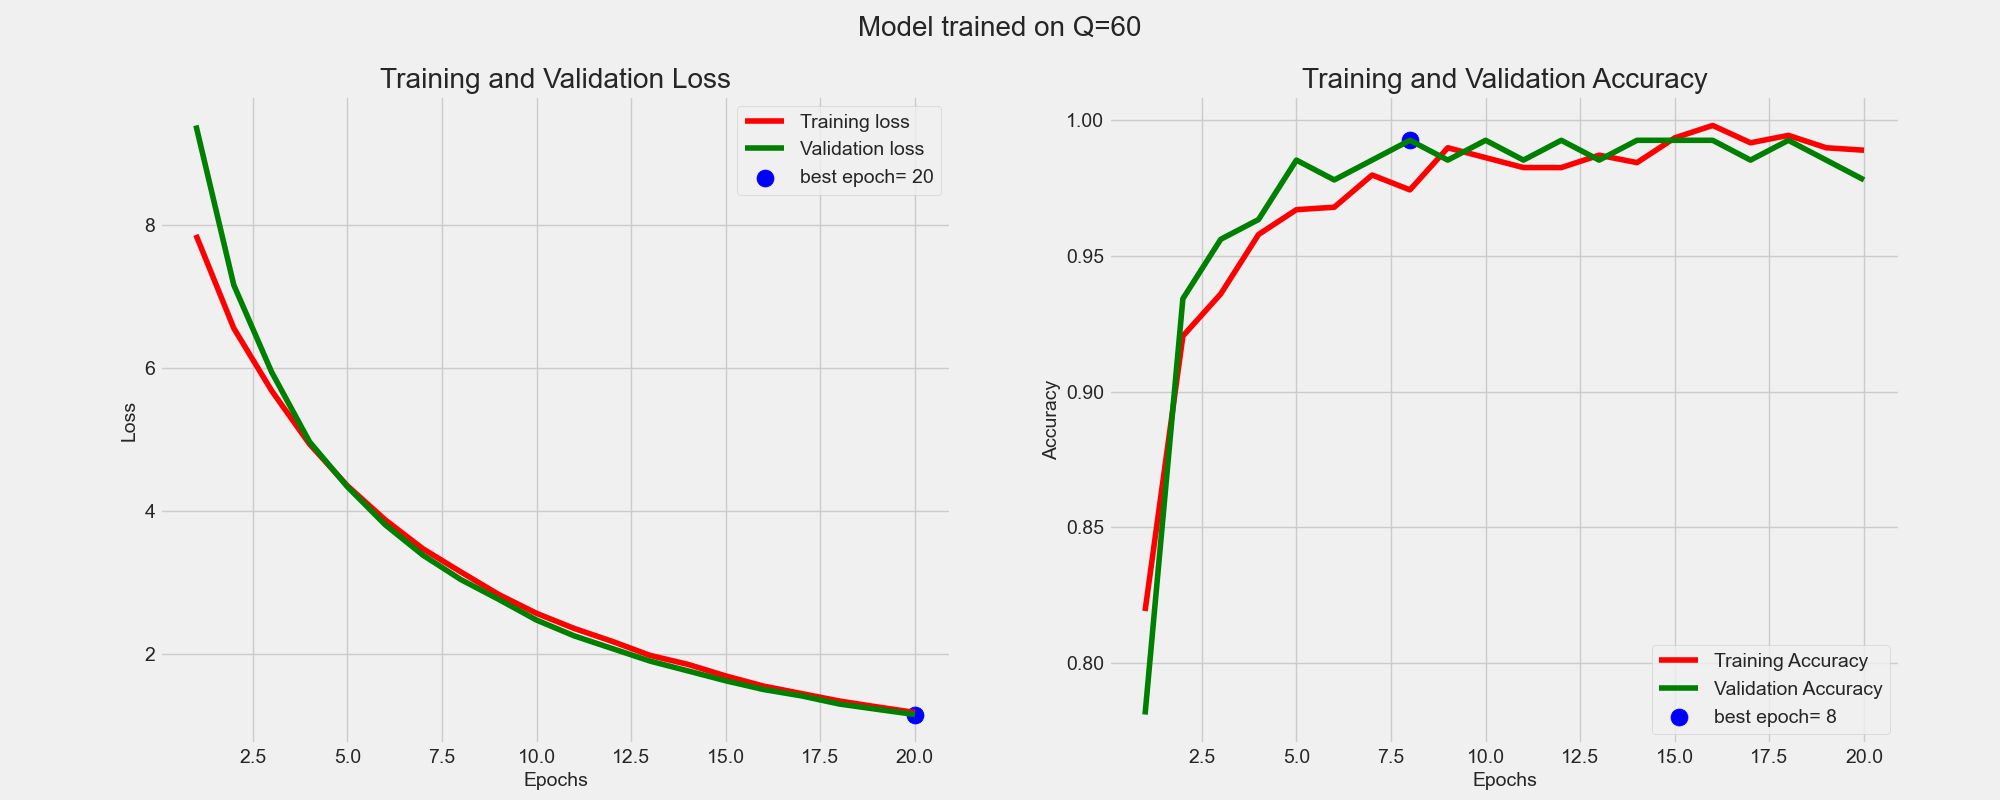 Model trained on Q=60
Training and Validation Loss
Training loss
Validation loss
best epoch= 20
8
6
4
2
Loss
2.5 5.0 7.5 10.0 12.5 15.0 17.5 20.0
Epochs
Training and Validation Accuracy
1.00
0.95
0.90
0.85
0.80
Accuracy
Training Accuracy
Validation Accuracy
best epoch= 8
2.5 5.0 7.5 10.0 12.5 15.0 17.5 20.0
Epochs